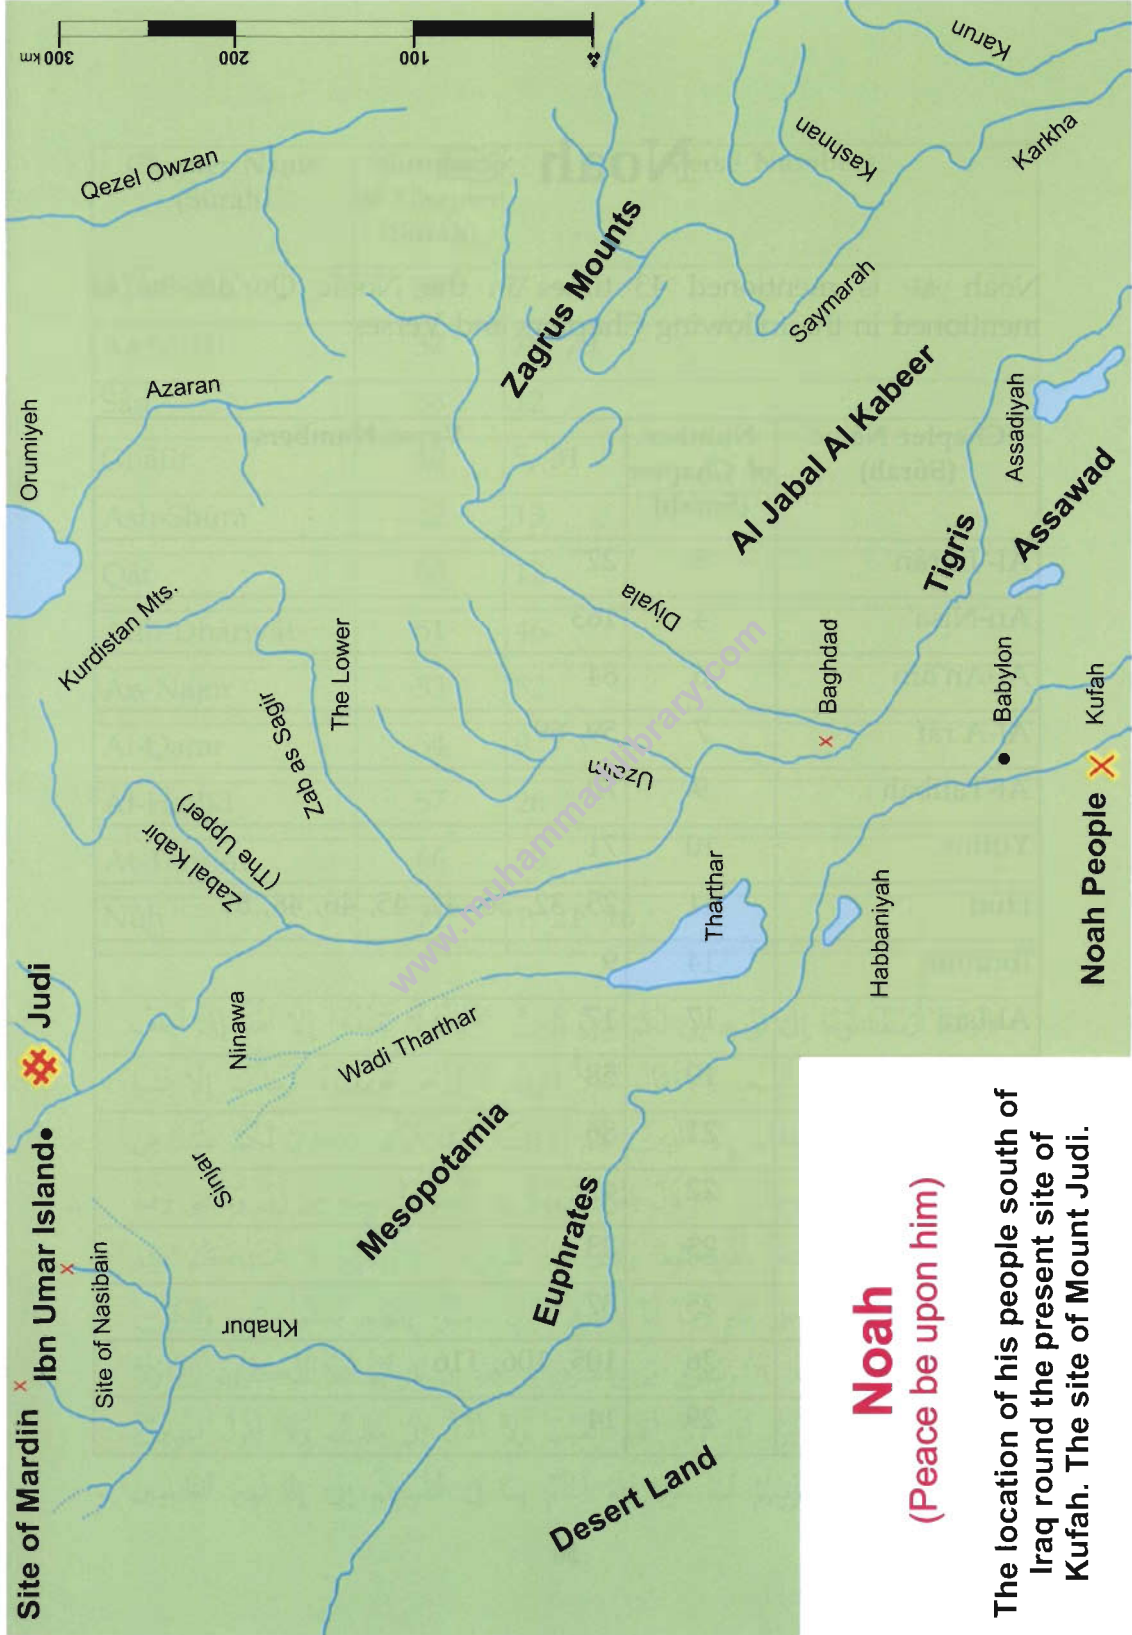 Site of Mardin
Ibn Umar Island
Judi
Orumiyeh
Qezel Owzan
300 km
200
100
Site of Nasibain
Sinjar
Ninawa
Zabal Kabir
(The Upper)
Kurdistan Mts.
Azaran
Khabur
Wadi Tharthar
Zab as Sagir
The Lower
Mesopotamia
Zagrus Mounts
Euphrates
Tharthar
Uzaim
Diyala
Al Jabal Al Kabeer
Saymarah
Kashnan
Karun
Karkha
Desert Land
Habbaniyah
Baghdad
Tigris
Babylon
Assadiyah
Assawad
Noah People
Kufah
Noah
(Peace be upon him)
The location of his people south of
Iraq round the present site of
Kufah. The site of Mount Judi.
www.muhammadilibrary.com